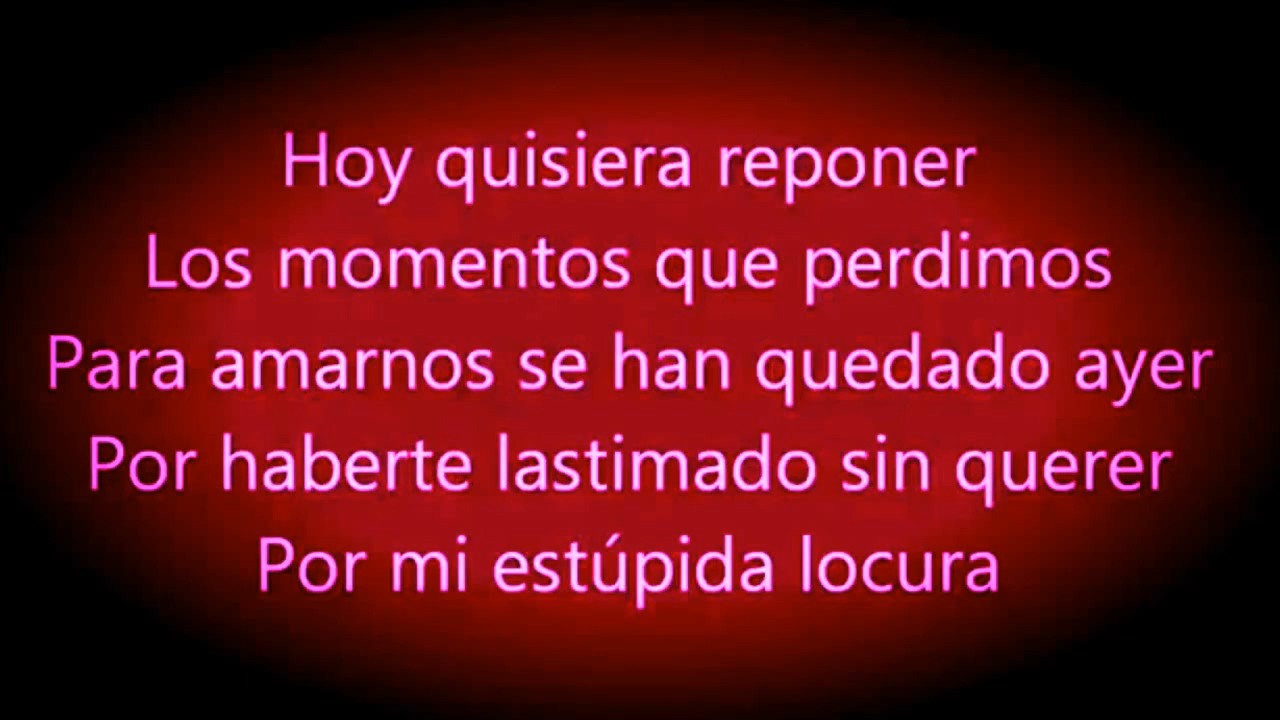 Hoy quisiera reponer
Los momentos que perdimos
Para amarnos se han quedado ayer
Por haberte lastimado sin querer
Por mi estúpida locura